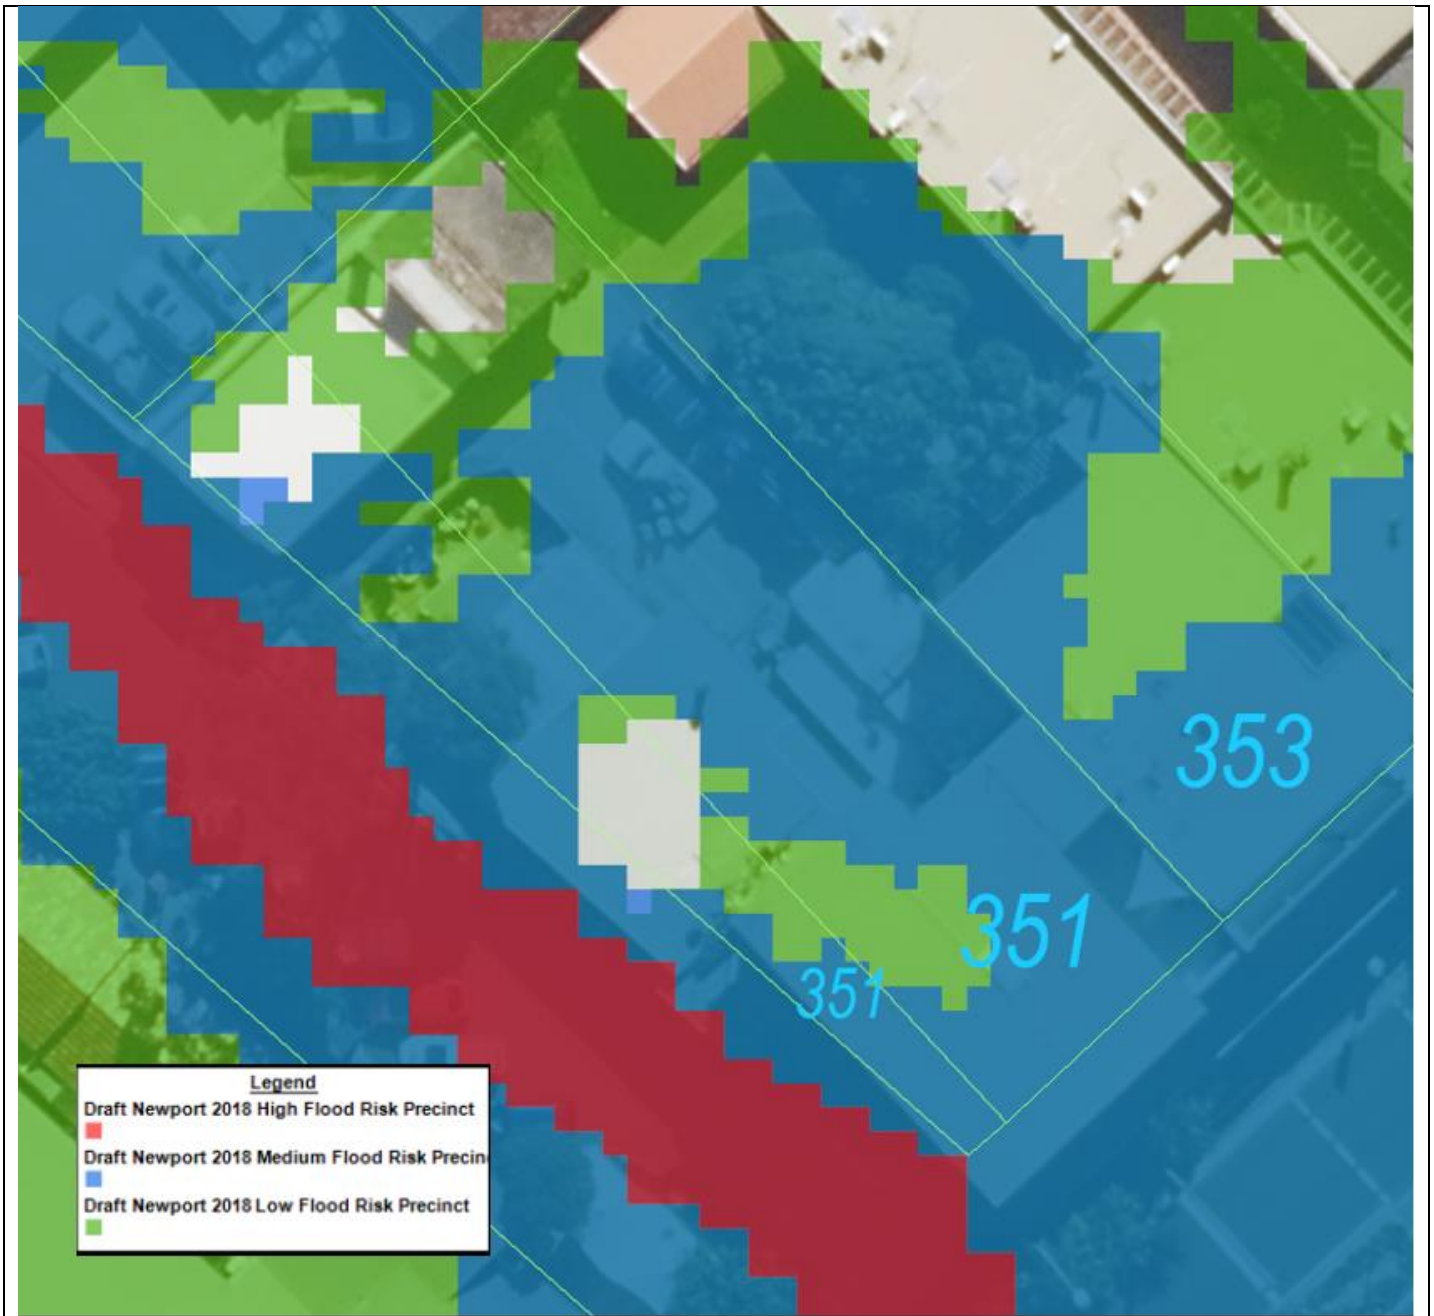 353
351
351
Legend
Draft Newport 2018 High Flood Risk Precinct
Draft Newport 2018 Medium Flood Risk Precin
Draft Newport 2018 Low Flood Risk Precinct